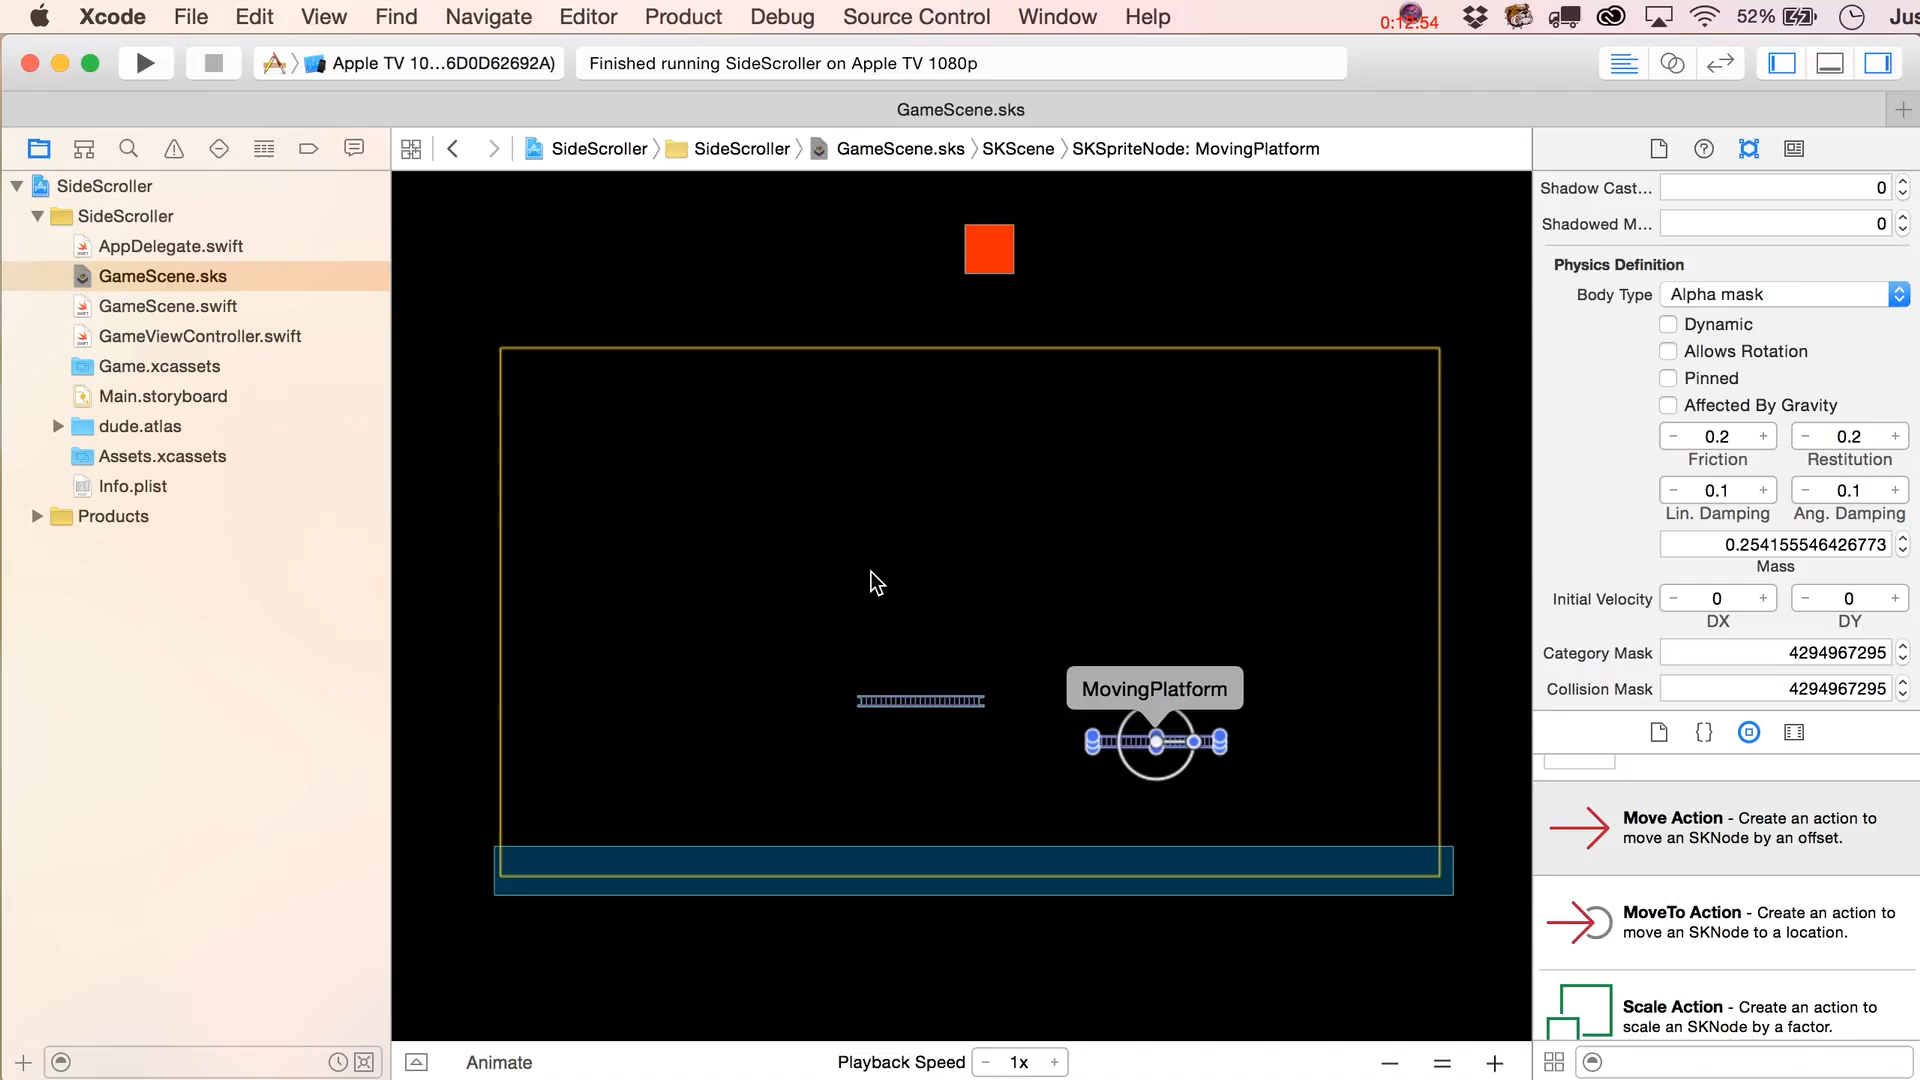 Xcode File Edit View Find Navigate Editor Product Debug Source Control Window Help 0:12:54 52% Jus
Apple TV 10...6D0D62692A) Finished running SideScroller on Apple TV 1080p
GameScene.sks
SideScroller SideScroller GameScene.sks SKScene SKSpriteNode: MovingPlatform
SideScroller
SideScroller
AppDelegate.swift
GameScene.sks
GameScene.swift
GameViewController.swift
Game.xcassets
Main.storyboard
dude.atlas
Assets.xcassets
Info.plist
Products
MovingPlatform
Animate
Playback Speed - 1x +
Shadow Cast... 0
Shadowed M... 0
Physics Definition
Body Type Alpha mask
Dynamic
Allows Rotation
Pinned
Affected By Gravity
- 0.2 + - 0.2 +
Friction Restitution
- 0.1 + - 0.1 +
Lin. Damping Ang. Damping
0.254155546426773
Mass
Initial Velocity - 0 + - 0 +
DX DY
Category Mask 4294967295
Collision Mask 4294967295
Move Action - Create an action to
move an SKNode by an offset.
MoveTo Action - Create an action to
move an SKNode to a location.
Scale Action - Create an action to
scale an SKNode by a factor.